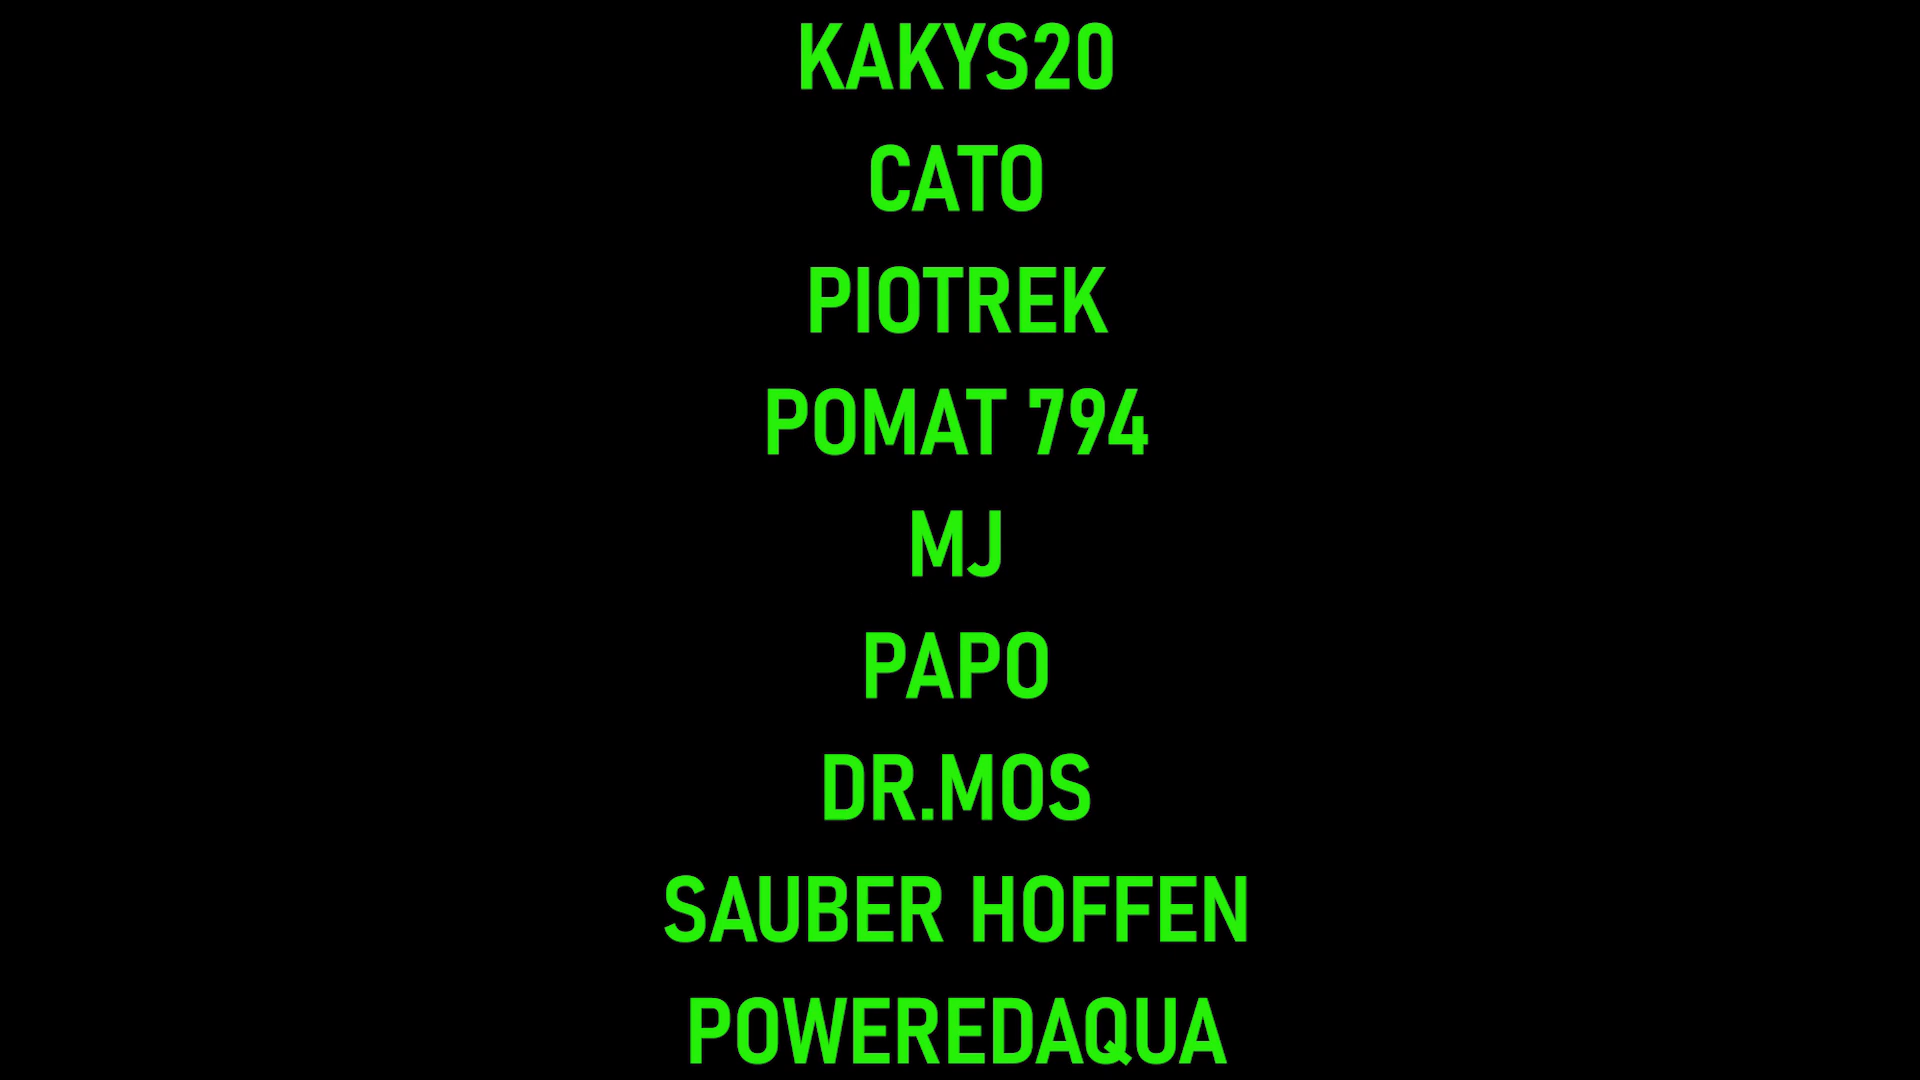 KAKYS20
CATO
PIOTREK
POMAT 794
MJ
PAPO
DR.MOS
SAUBER HOFFEN
POWEREDAQUA